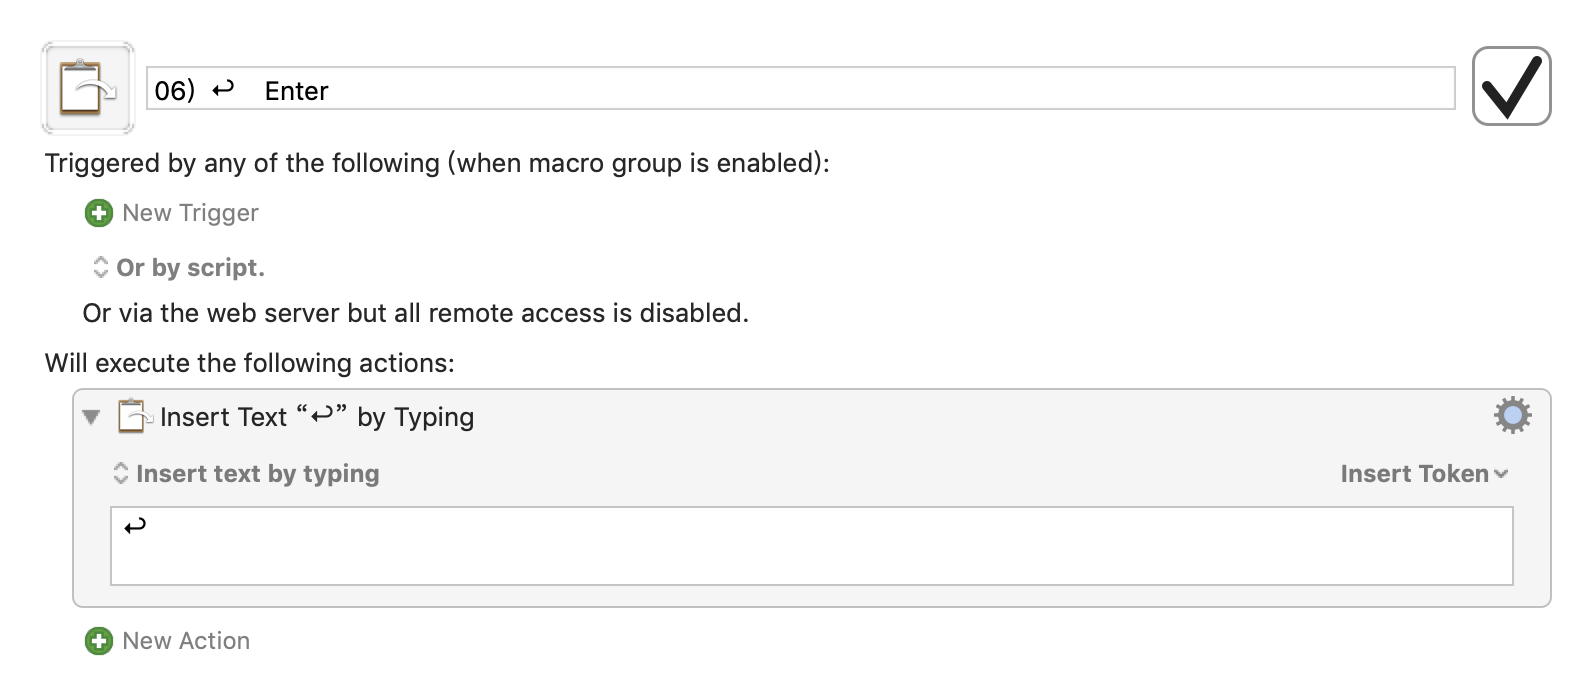 06) ↩ Enter
Triggered by any of the following (when macro group is enabled):
New Trigger
Or by script.
Or via the web server but all remote access is disabled.
Will execute the following actions:
Insert Text “↩” by Typing
Insert text by typing
Insert Token
↩
New Action